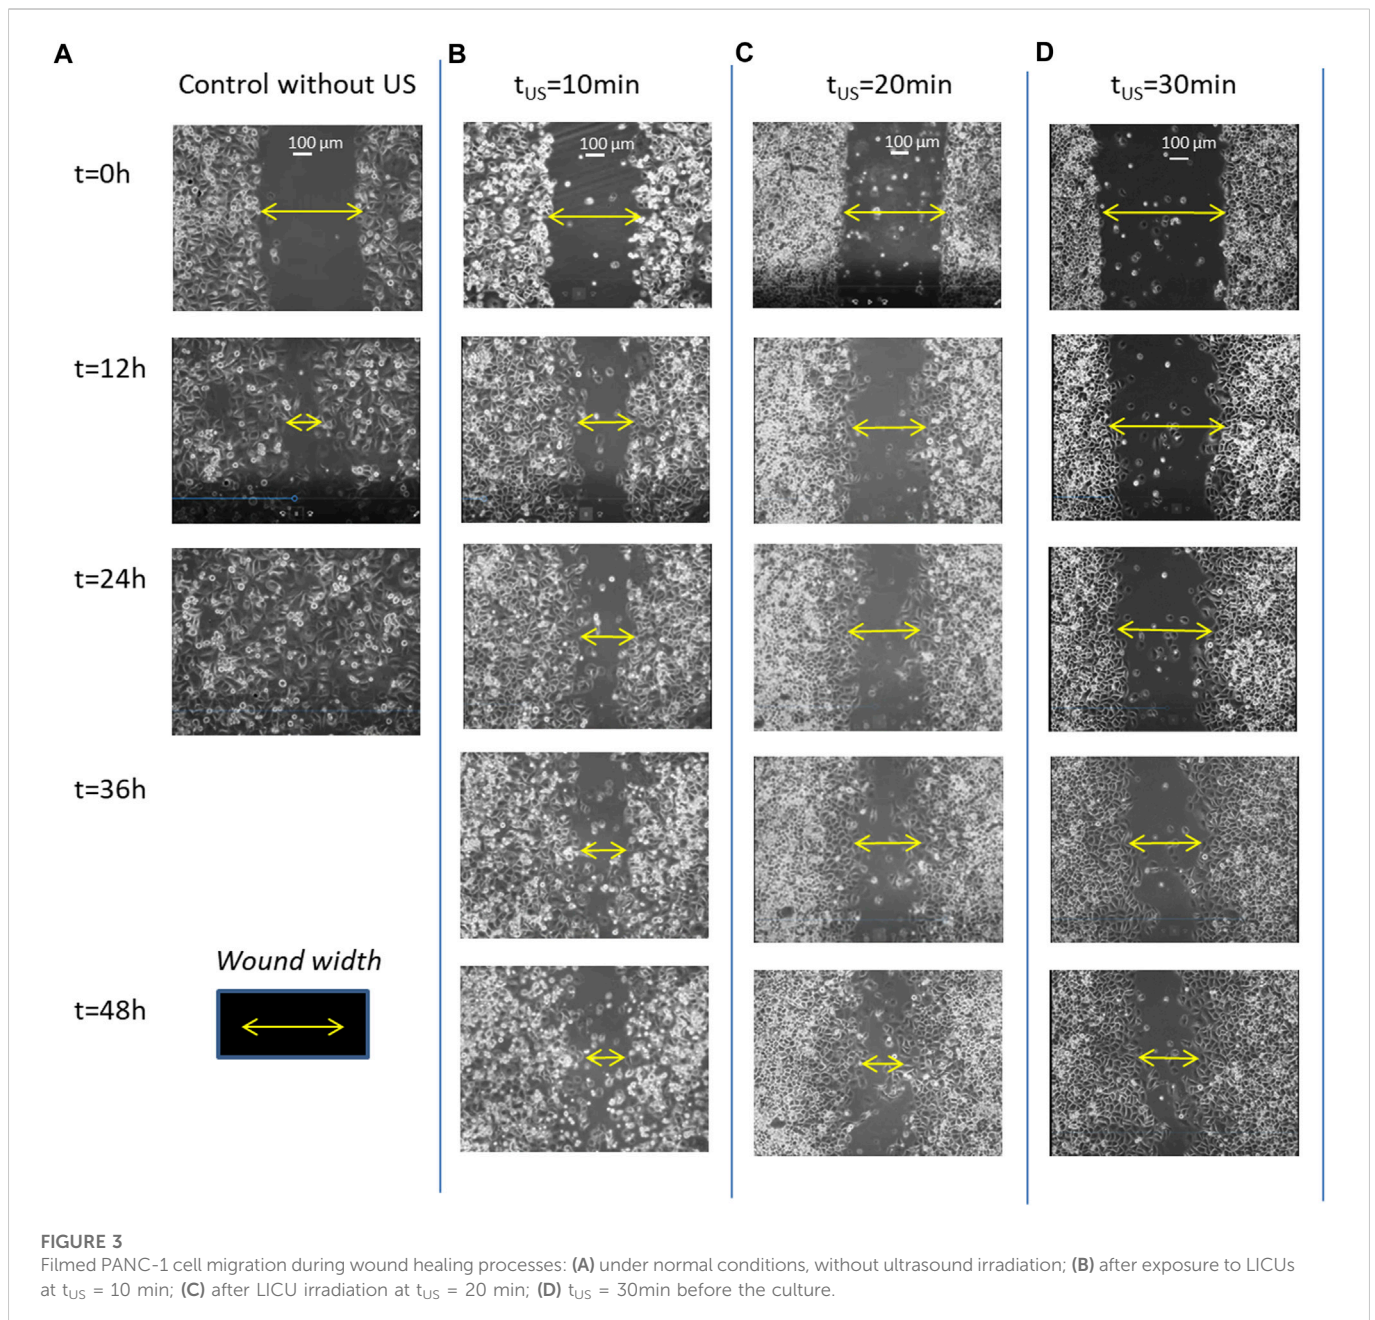 A
B
C
D
Control without US
tUS=10min
tUS=20min
tUS=30min
t=0h
100 µm
100 µm
100 µm
100 µm
t=12h
t=24h
t=36h
Wound width
t=48h
FIGURE 3
Filmed PANC-1 cell migration during wound healing processes: (A) under normal conditions, without ultrasound irradiation; (B) after exposure to LICUs
at tUS = 10 min; (C) after LICU irradiation at tUS = 20 min; (D) tUS = 30min before the culture.